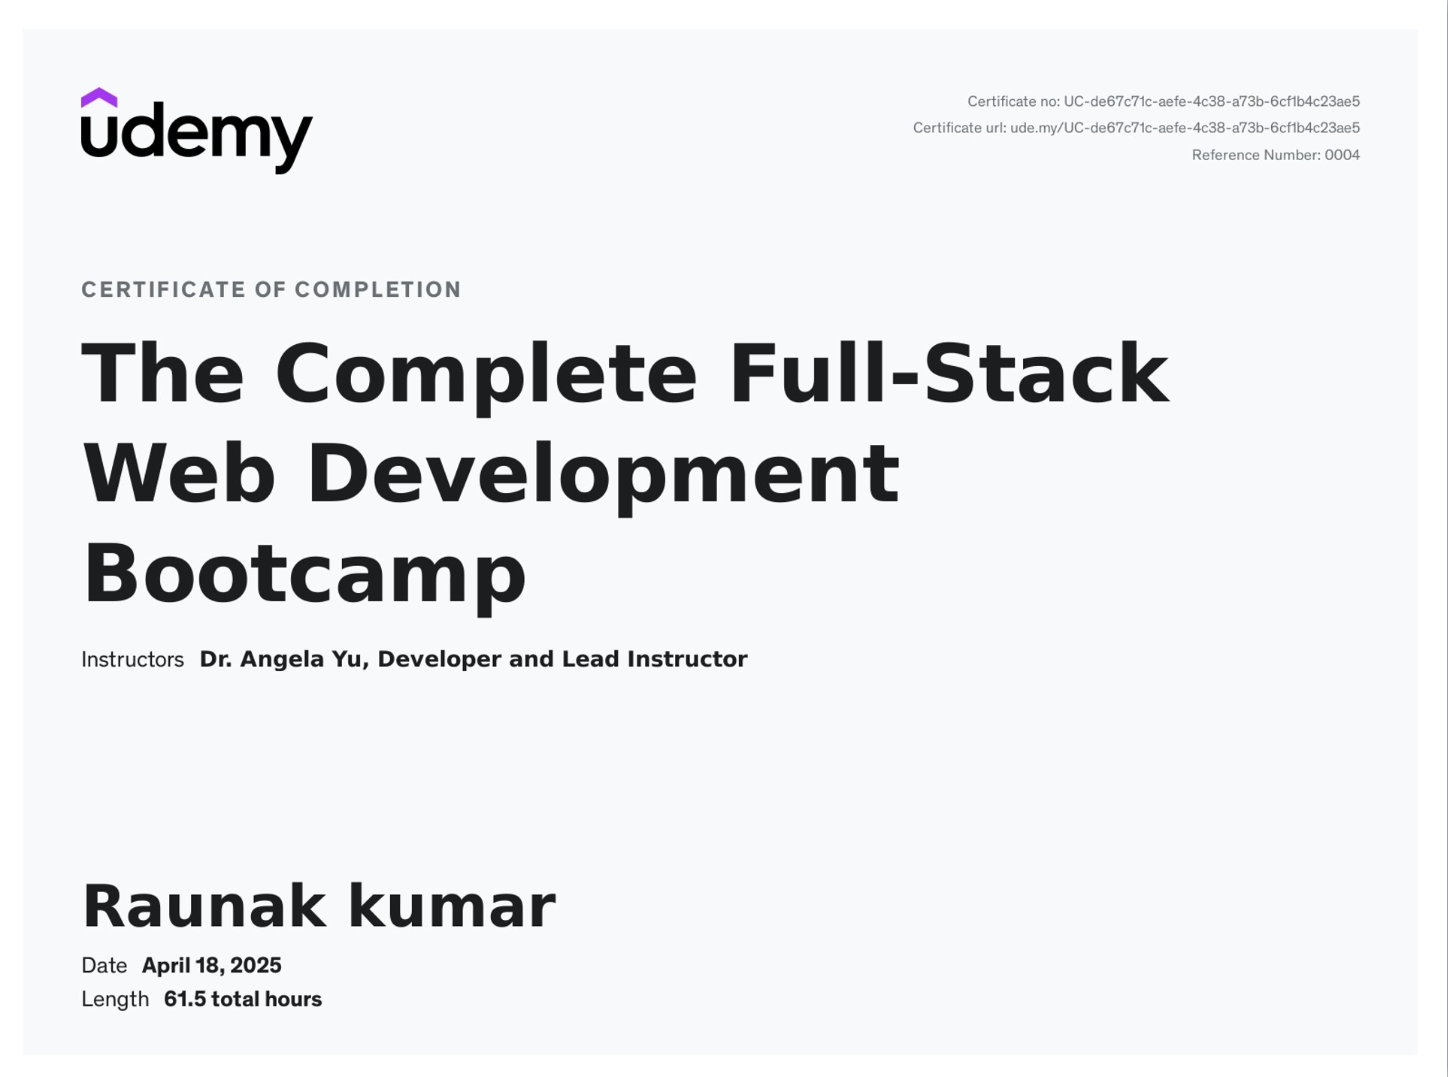 udemy
Certificate no: UC-de67c71c-aefe-4c38-a73b-6cf1b4c23ae5
Certificate url: ude.my/UC-de67c71c-aefe-4c38-a73b-6cf1b4c23ae5
Reference Number: 0004
CERTIFICATE OF COMPLETION
The Complete Full-Stack
Web Development
Bootcamp
Instructors Dr. Angela Yu, Developer and Lead Instructor
Raunak kumar
Date April 18, 2025
Length 61.5 total hours